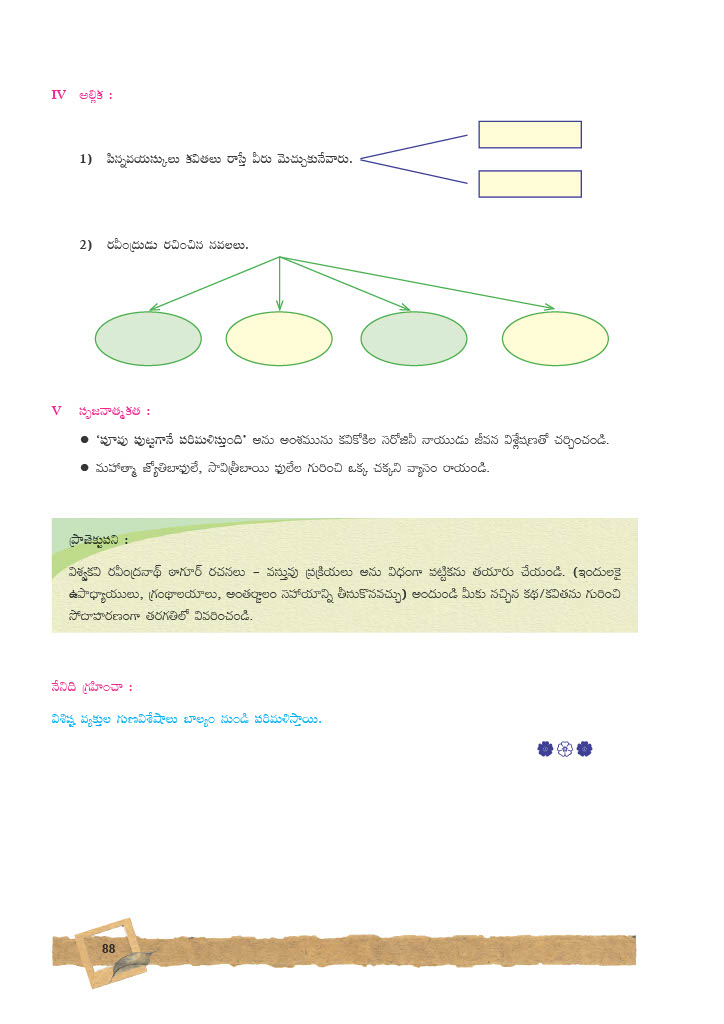 IV అల్లిక :
1) పిన్నవయస్కులు కవితలు రాస్తే వీరు మెచ్చుకునేవారు.
2) రవీంద్రుడు రచించిన నవలలు.
V సృజనాత్మకత :
● ‘పూవు పుట్టగానే పరిమళిస్తుంది’ అను అంశమును కవికోకిల సరోజినీ నాయుడు జీవన విశ్లేషణతో చర్చించండి.
● మహాత్మా జ్యోతిబాఫులే, సావిత్రీబాయి ఫులేల గురించి ఒక్క చక్కని వ్యాసం రాయండి.
ప్రాజెక్టుపని :
విశ్వకవి రవీంద్రనాథ్ ఠాగూర్ రచనలు – వస్తువు ప్రక్రియలు అను విధంగా పట్టికను తయారు చేయండి. (ఇందులకై
ఉపాధ్యాయులు, గ్రంథాలయాలు, అంతర్జాలం సహాయాన్ని తీసుకొనవచ్చు) అందుండి మీకు నచ్చిన కథ/కవితను గురించి
సోదాహరణంగా తరగతిలో వివరించండి.
నేనిది గ్రహించా :
విశిష్ట వ్యక్తుల గుణవిశేషాలు బాల్యం నుండి పరిమళిస్తాయి.
88